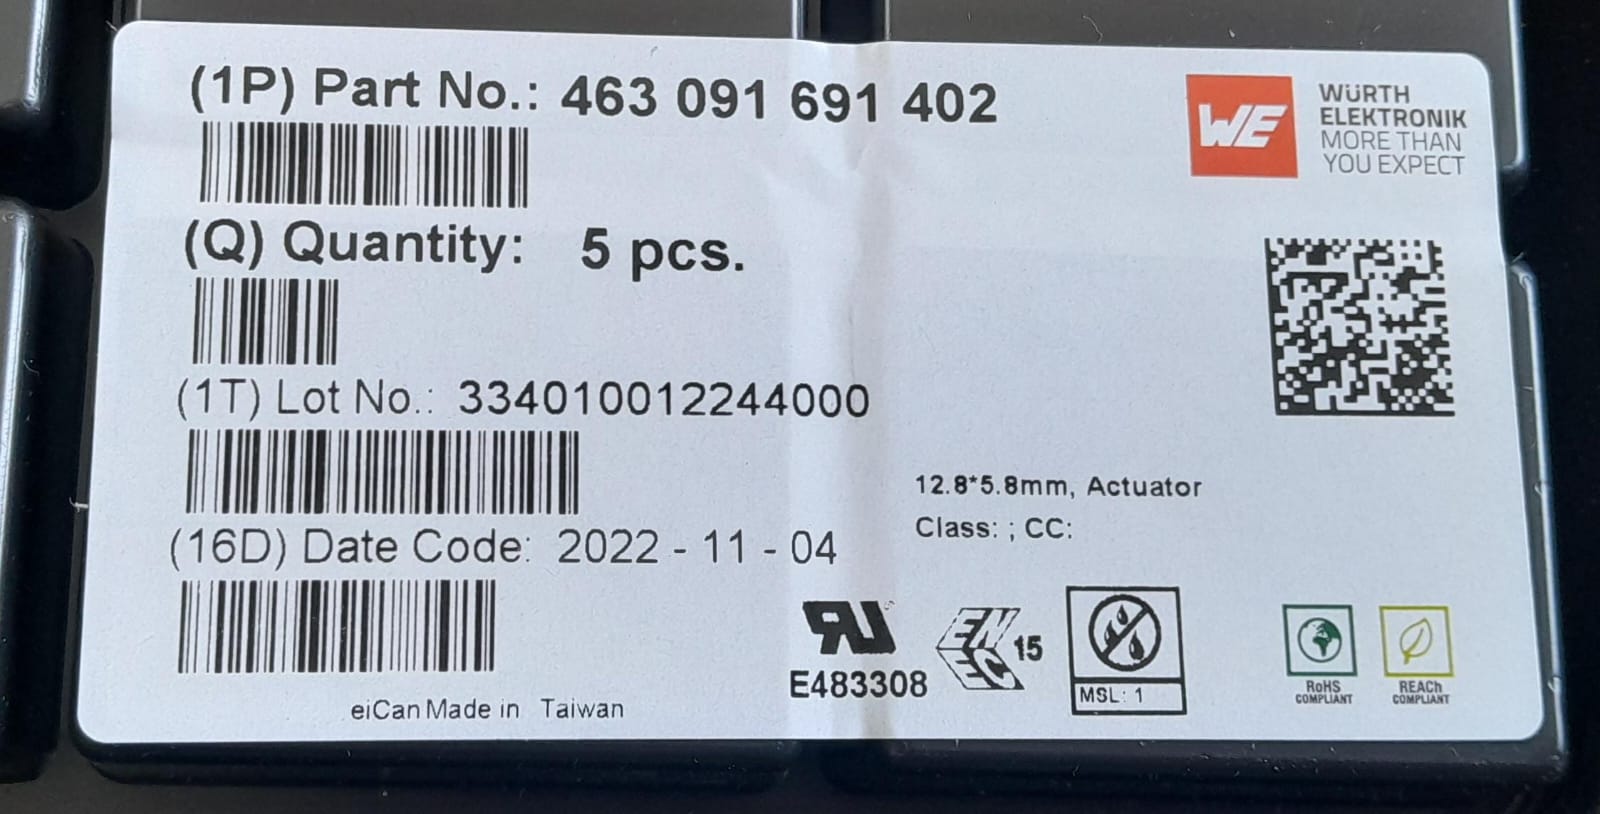 (1P) Part No.: 463 091 691 402
WE
WÜRTH
ELEKTRONIK
MORE THAN
YOU EXPECT
(Q) Quantity: 5 pcs.
(1T) Lot No.: 334010012244000
12.8*5.8mm, Actuator
Class: ; CC:
(16D) Date Code: 2022 - 11 - 04
RU
E483308
ENEC
15
MSL: 1
RoHS
COMPLIANT
REACh
COMPLIANT
eiCan Made in Taiwan